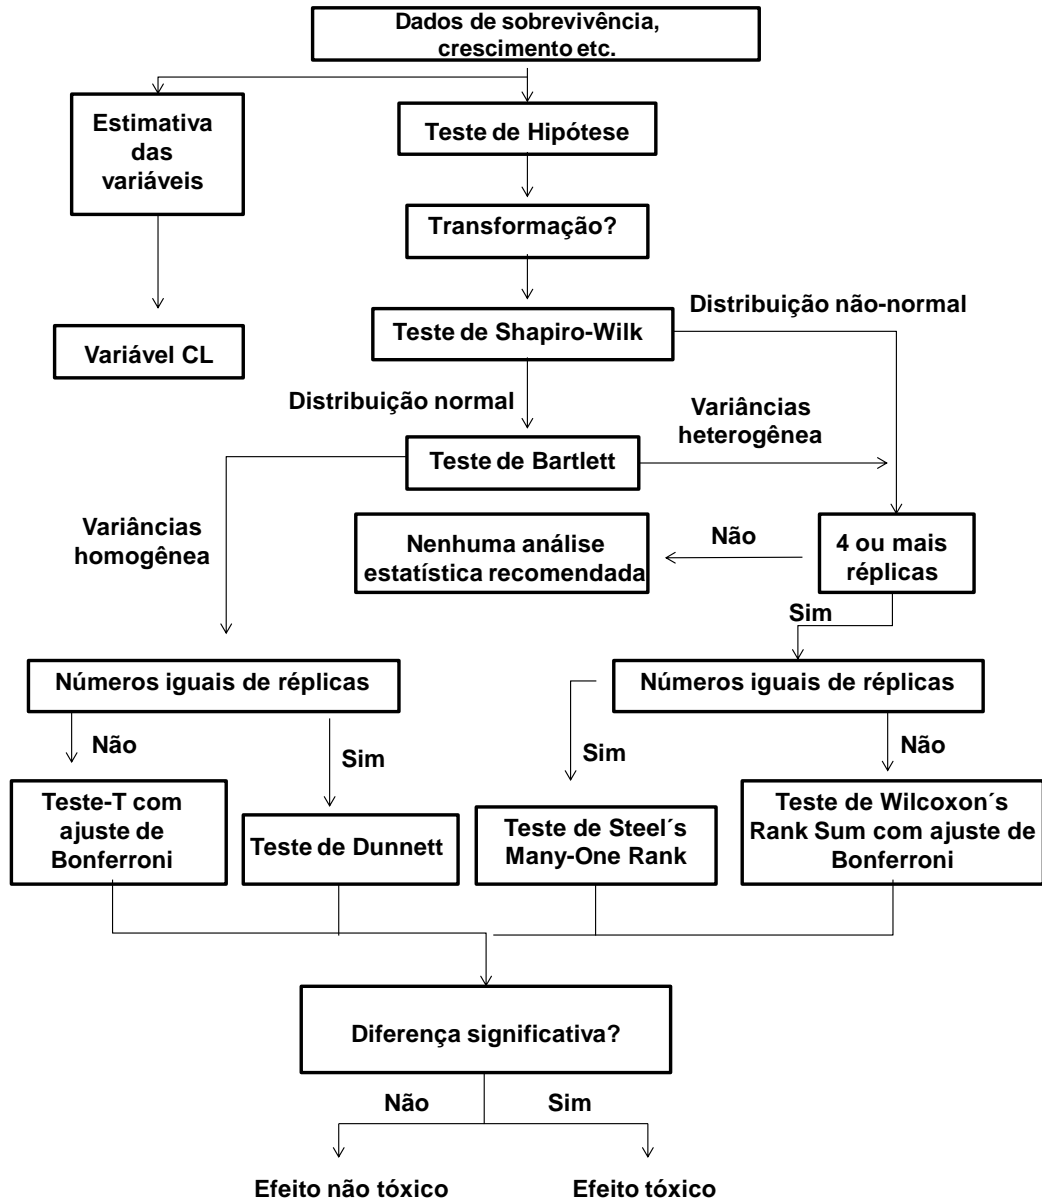 Dados de sobrevivência,
crescimento etc.
Estimativa
das
variáveis
Teste de Hipótese
Transformação?
Distribuição não-normal
Teste de Shapiro-Wilk
Variável CL
Distribuição normal
Variâncias
heterogênea
Teste de Bartlett
Variâncias
homogênea
Nenhuma análise
estatística recomendada
Não
4 ou mais
réplicas
Sim
Números iguais de réplicas
Números iguais de réplicas
Não
Sim
Sim
Não
Teste-T com
ajuste de
Bonferroni
Teste de Dunnett
Teste de Steel´s
Many-One Rank
Teste de Wilcoxon´s
Rank Sum com ajuste de
Bonferroni
Diferença significativa?
Não
Sim
Efeito não tóxico
Efeito tóxico